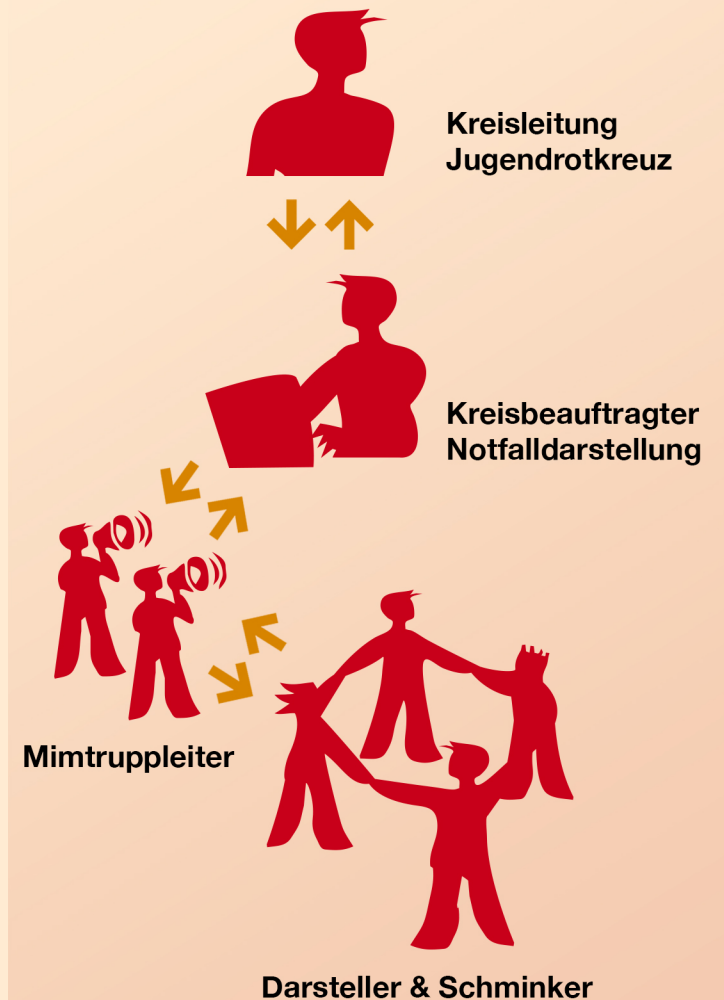 Kreisleitung
Jugendrotkreuz
Kreisbeauftragter
Notfalldarstellung
Mimtruppleiter
Darsteller & Schminker